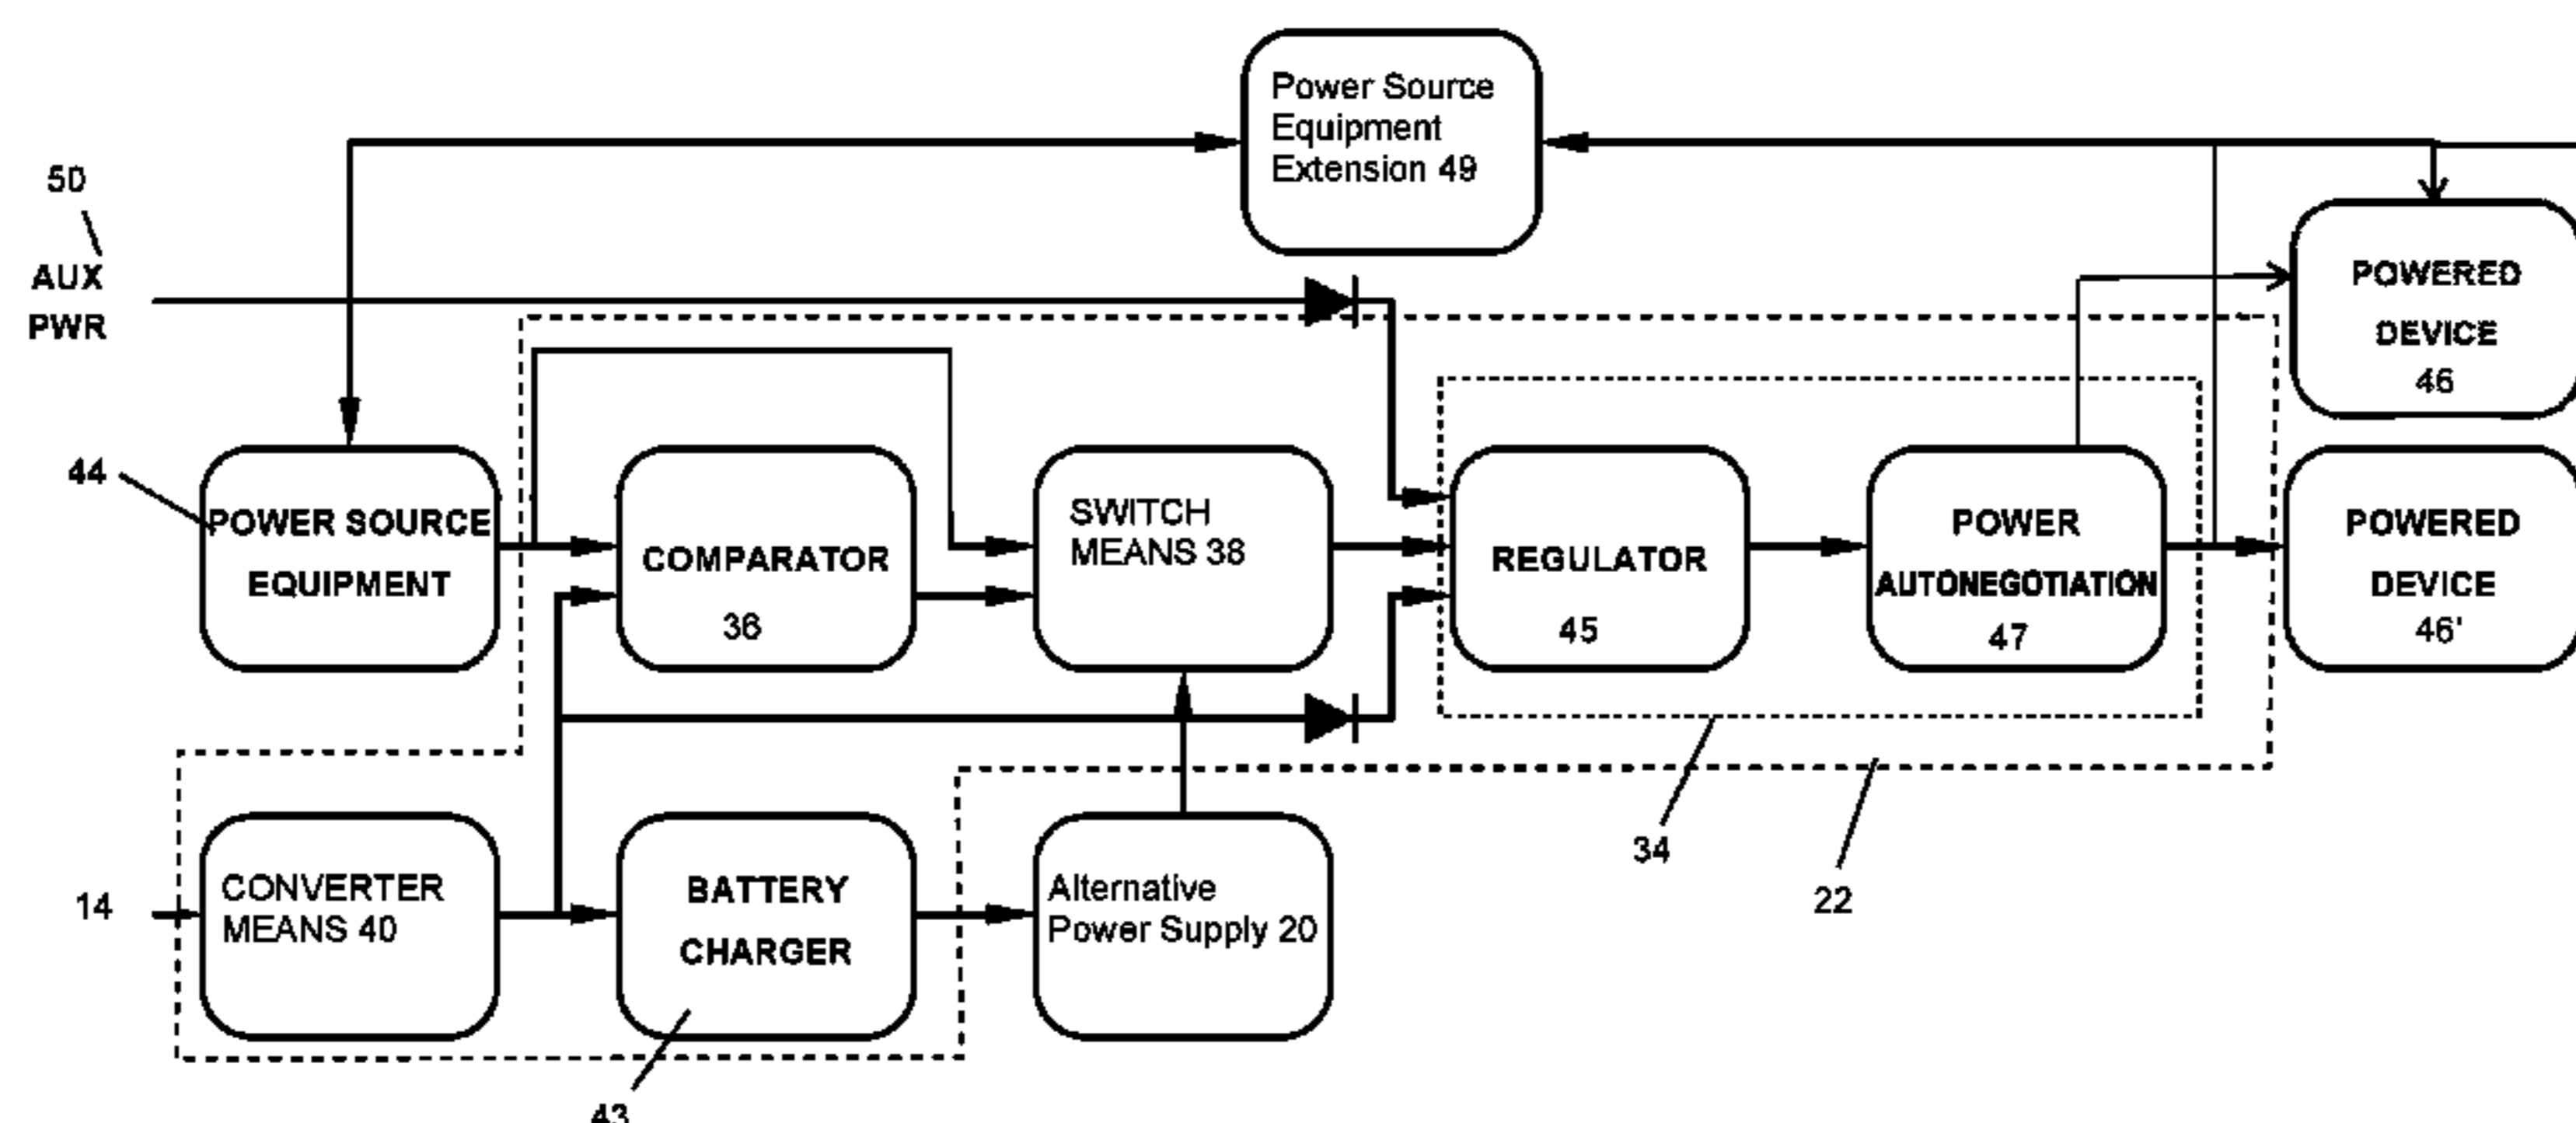 Power Source
Equipment
Extension 49
50
AUX
PWR
POWERED
DEVICE
46
44
POWER SOURCE
EQUIPMENT
COMPARATOR
36
SWITCH
MEANS 38
REGULATOR
45
POWER
AUTONEGOTIATION
47
POWERED
DEVICE
46'
34
22
14
CONVERTER
MEANS 40
BATTERY
CHARGER
Alternative
Power Supply 20
43